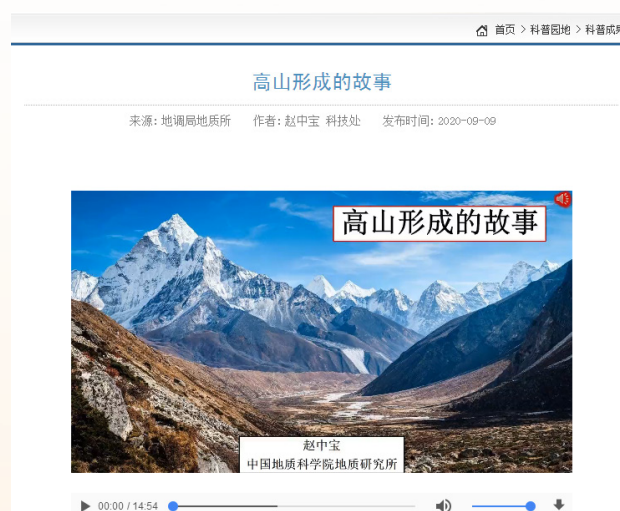 首页 > 科普园地 > 科普成果
高山形成的故事
来源: 地调局地质所 作者: 赵中宝 科技处 发布时间: 2020-09-09
高山形成的故事
赵中宝
中国地质科学院地质研究所
00:00 / 14:54